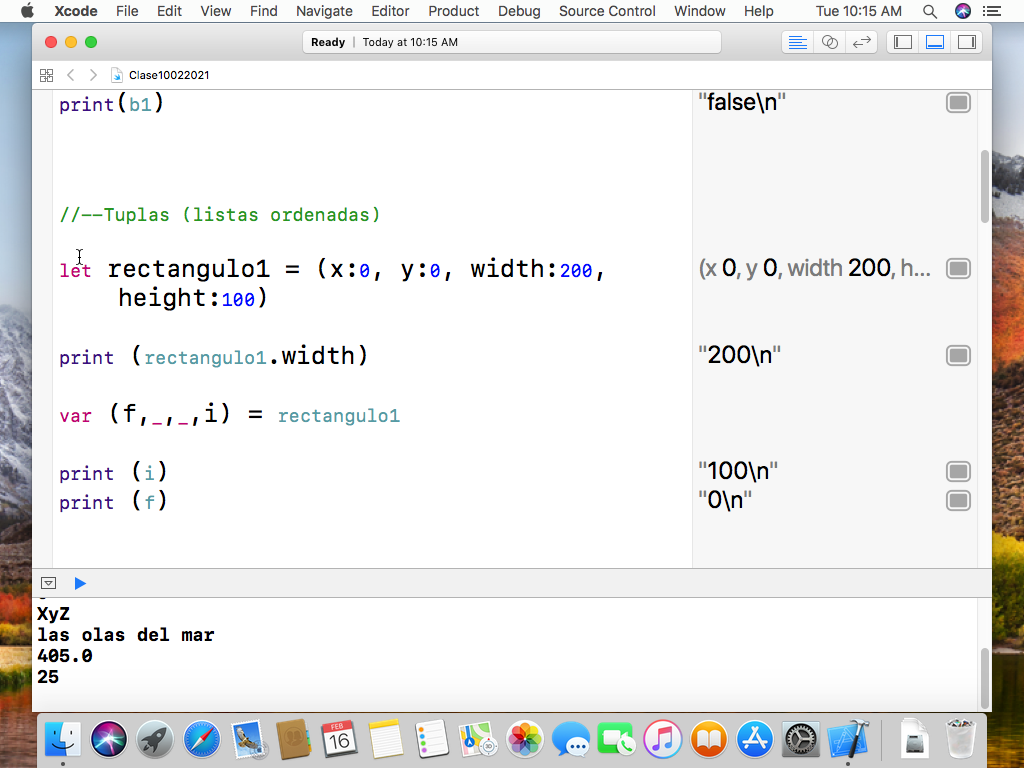 Xcode File Edit View Find Navigate Editor Product Debug Source Control Window Help Tue 10:15 AM
Ready | Today at 10:15 AM
Clase10022021
print(b1) "false\n"
//--Tuplas (listas ordenadas)
let rectangulo1 = (x:0, y:0, width:200, (x 0, y 0, width 200, h...
height:100)
print (rectangulo1.width) "200\n"
var (f,_,_,i) = rectangulo1
print (i) "100\n"
print (f) "0\n"
XyZ
las olas del mar
405.0
25
FEB
16